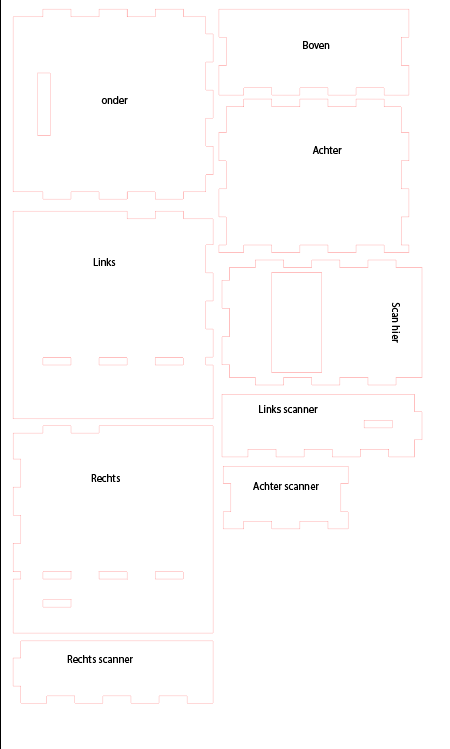 onder
Boven
Achter
Links
Scan hier
Links scanner
Rechts
Achter scanner
Rechts scanner